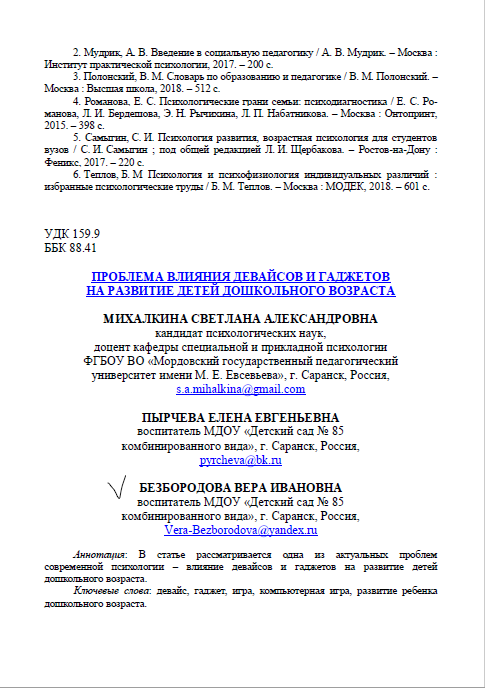 2. Мудрик, А. В. Введение в социальную педагогику / А. В. Мудрик. – Москва :
Институт практической психологии, 2017. – 200 с.
3. Полонский, В. М. Словарь по образованию и педагогике / В. М. Полонский. –
Москва : Высшая школа, 2018. – 512 с.
4. Романова, Е. С. Психологические грани семьи: психодиагностика / Е. С. Ро-
манова, Л. И. Бердешова, Э. Н. Рычихина, Л. П. Набатникова. – Москва : Онтопринт,
2015. – 398 с.
5. Самыгин, С. И. Психология развития, возрастная психология для студентов
вузов / С. И. Самыгин ; под общей редакцией Л. И. Щербакова. – Ростов-на-Дону :
Феникс, 2017. – 220 с.
6. Теплов, Б. М Психология и психофизиология индивидуальных различий :
избранные психологические труды / Б. М. Теплов. – Москва : МОДЕК, 2018. – 601 с.
УДК 159.9
ББК 88.41
ПРОБЛЕМА ВЛИЯНИЯ ДЕВАЙСОВ И ГАДЖЕТОВ
НА РАЗВИТИЕ ДЕТЕЙ ДОШКОЛЬНОГО ВОЗРАСТА
МИХАЛКИНА СВЕТЛАНА АЛЕКСАНДРОВНА
кандидат психологических наук,
доцент кафедры специальной и прикладной психологии
ФГБОУ ВО «Мордовский государственный педагогический
университет имени М. Е. Евсевьева», г. Саранск, Россия,
s.a.mihalkina@gmail.com
ПЫРЧЕВА ЕЛЕНА ЕВГЕНЬЕВНА
воспитатель МДОУ «Детский сад № 85
комбинированного вида», г. Саранск, Россия,
pyrcheva@bk.ru
БЕЗБОРОДОВА ВЕРА ИВАНОВНА
воспитатель МДОУ «Детский сад № 85
комбинированного вида», г. Саранск, Россия,
Vera-Bezborodova@yandex.ru
Аннотация: В статье рассматривается одна из актуальных проблем
современной психологии – влияние девайсов и гаджетов на развитие детей
дошкольного возраста.
Ключевые слова: девайс, гаджет, игра, компьютерная игра, развитие ребенка
дошкольного возраста.